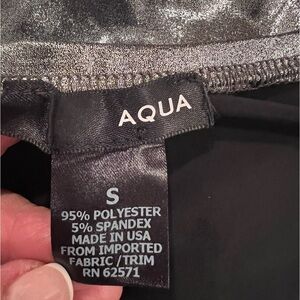 AQUA
S
95% POLYESTER
5% SPANDEX
MADE IN USA
FROM IMPORTED
FABRIC /TRIM
RN 62571